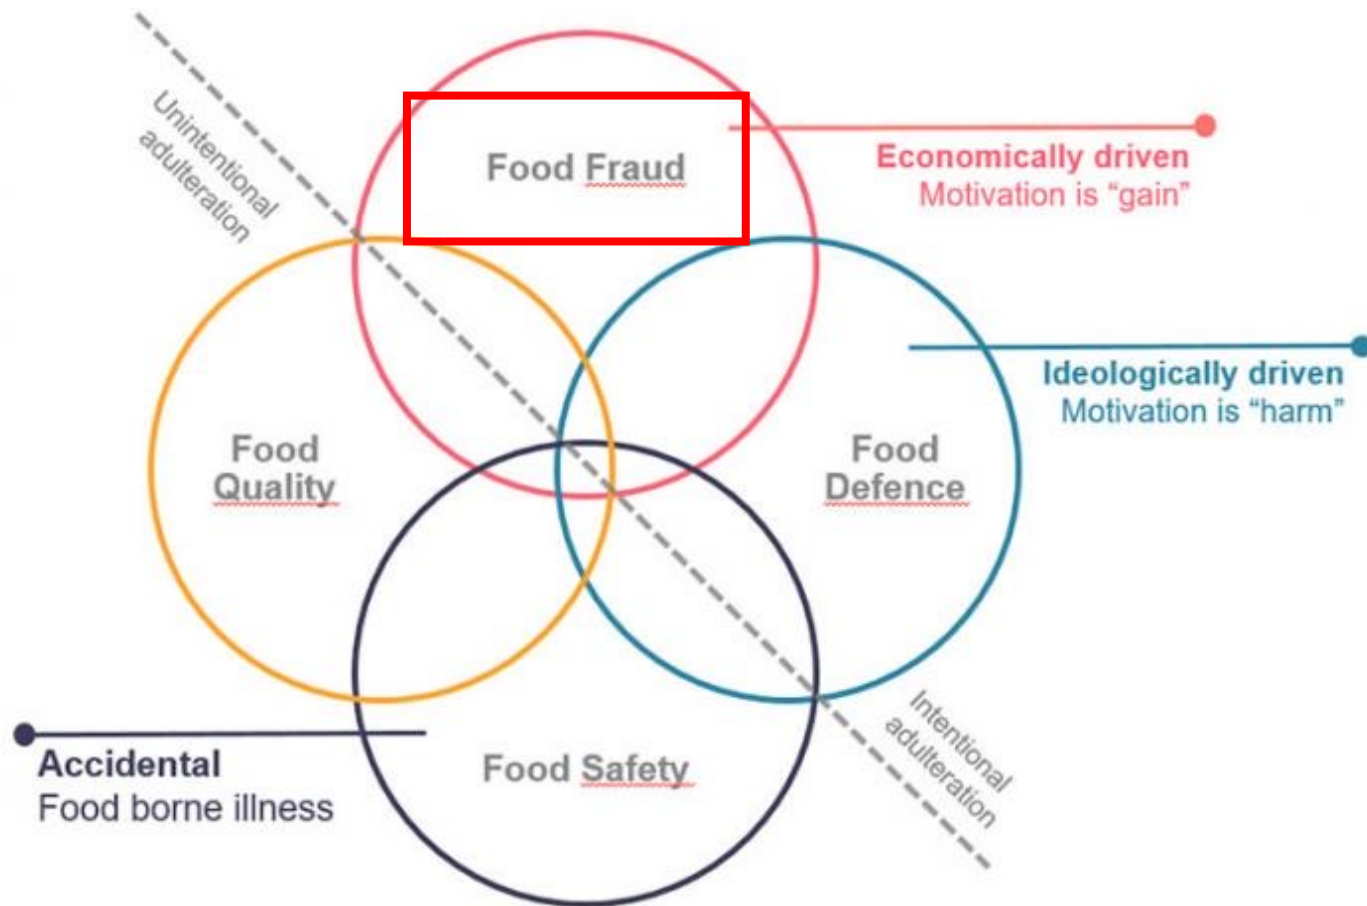 Unintentional
adulteration
Food Fraud
Economically driven
Motivation is “gain”
Ideologically driven
Motivation is “harm”
Food
Quality
Food
Defence
Accidental
Food borne illness
Food Safety
Intentional
adulteration